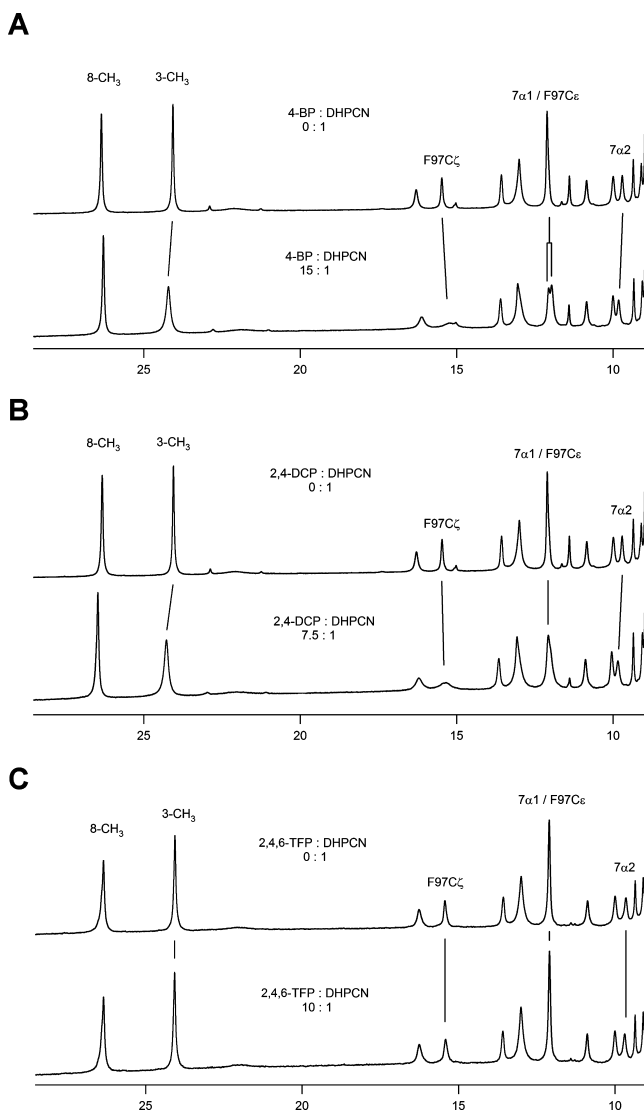 A
8-CH₃
3-CH₃
4-BP : DHPCN
0 : 1
F97Cζ
7α1 / F97Cε
7α2
4-BP : DHPCN
15 : 1
25
20
15
10
B
8-CH₃
3-CH₃
2,4-DCP : DHPCN
0 : 1
F97Cζ
7α1 / F97Cε
7α2
2,4-DCP : DHPCN
7.5 : 1
25
20
15
10
C
8-CH₃
3-CH₃
2,4,6-TFP : DHPCN
0 : 1
F97Cζ
7α1 / F97Cε
7α2
2,4,6-TFP : DHPCN
10 : 1
25
20
15
10